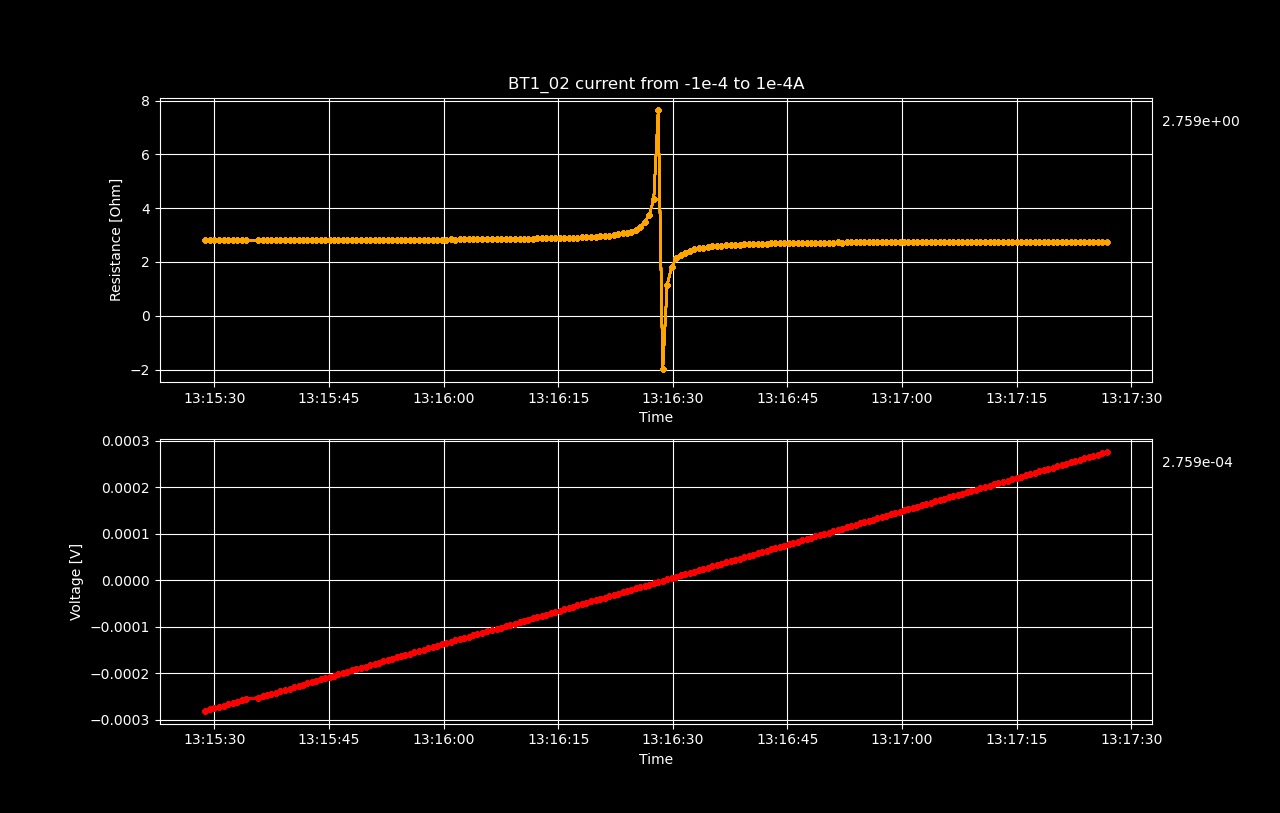 BT1_02 current from -1e-4 to 1e-4A
8
6
4
2
0
−2
Resistance [Ohm]
2.759e+00
13:15:30 13:15:45 13:16:00 13:16:15 13:16:30 13:16:45 13:17:00 13:17:15 13:17:30
Time
0.0003
0.0002
0.0001
0.0000
−0.0001
−0.0002
−0.0003
Voltage [V]
2.759e-04
13:15:30 13:15:45 13:16:00 13:16:15 13:16:30 13:16:45 13:17:00 13:17:15 13:17:30
Time